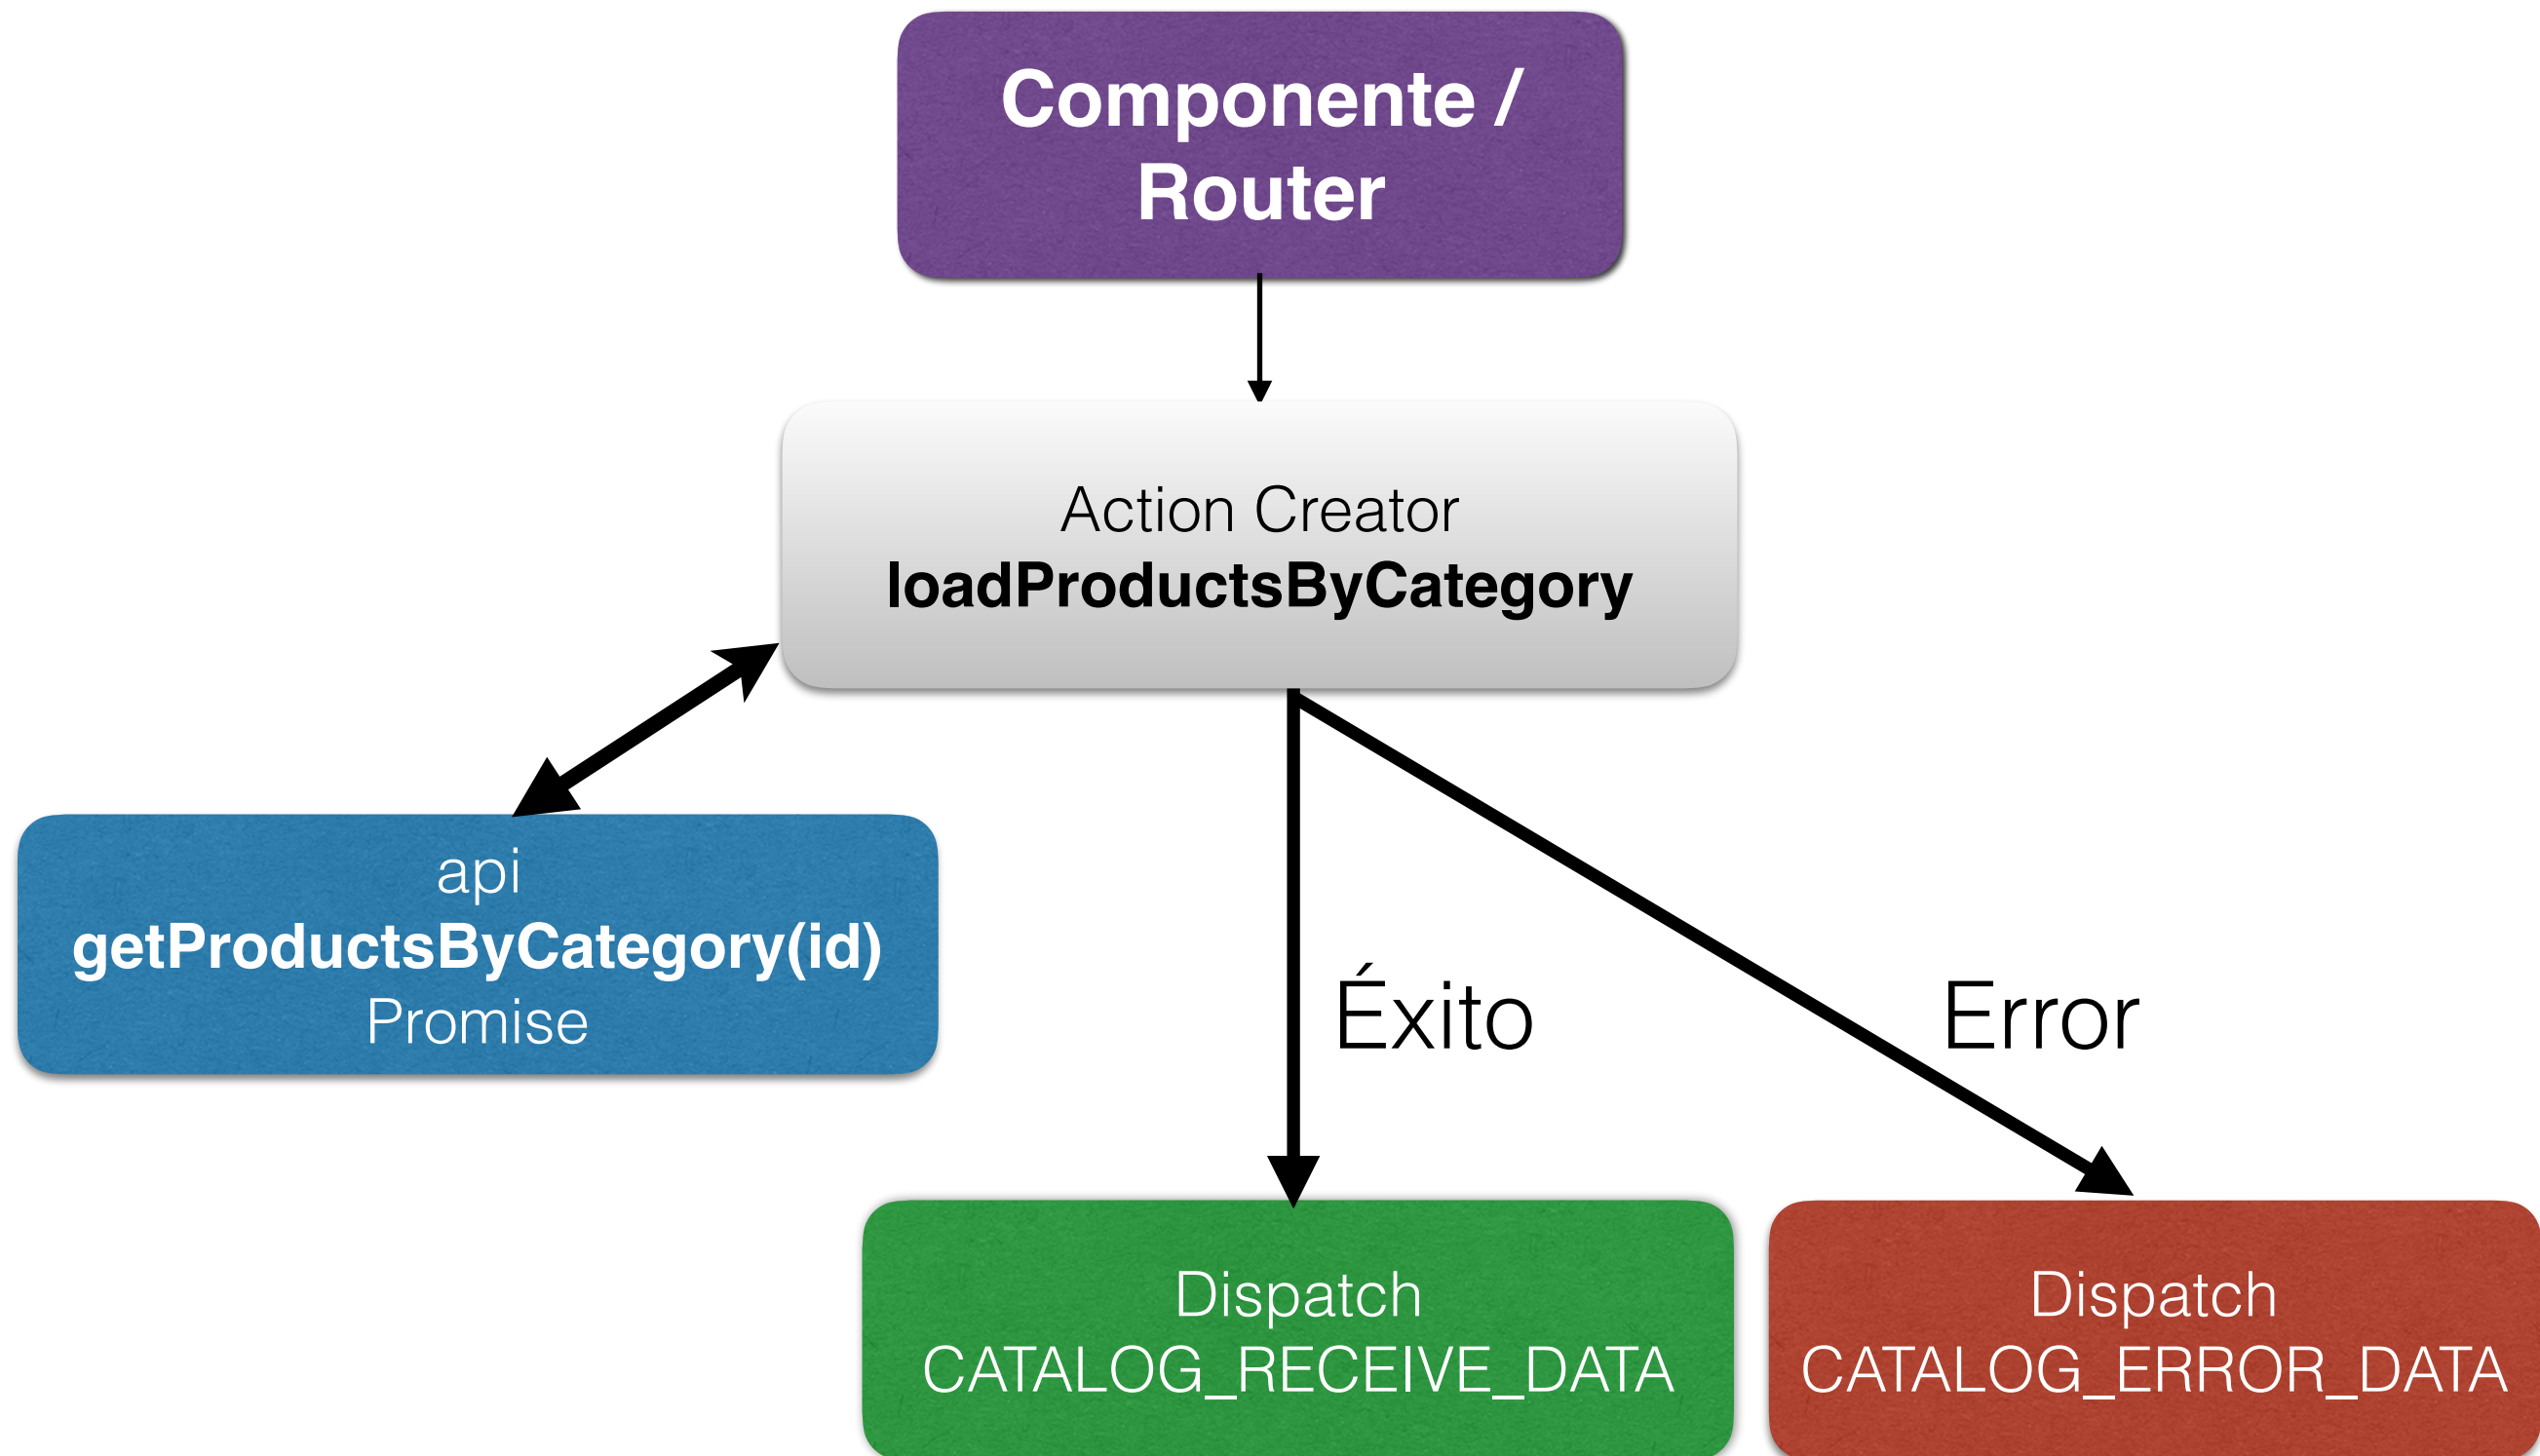 Componente /
Router
Action Creator
loadProductsByCategory
api
getProductsByCategory(id)
Promise
Éxito
Error
Dispatch
CATALOG_RECEIVE_DATA
Dispatch
CATALOG_ERROR_DATA